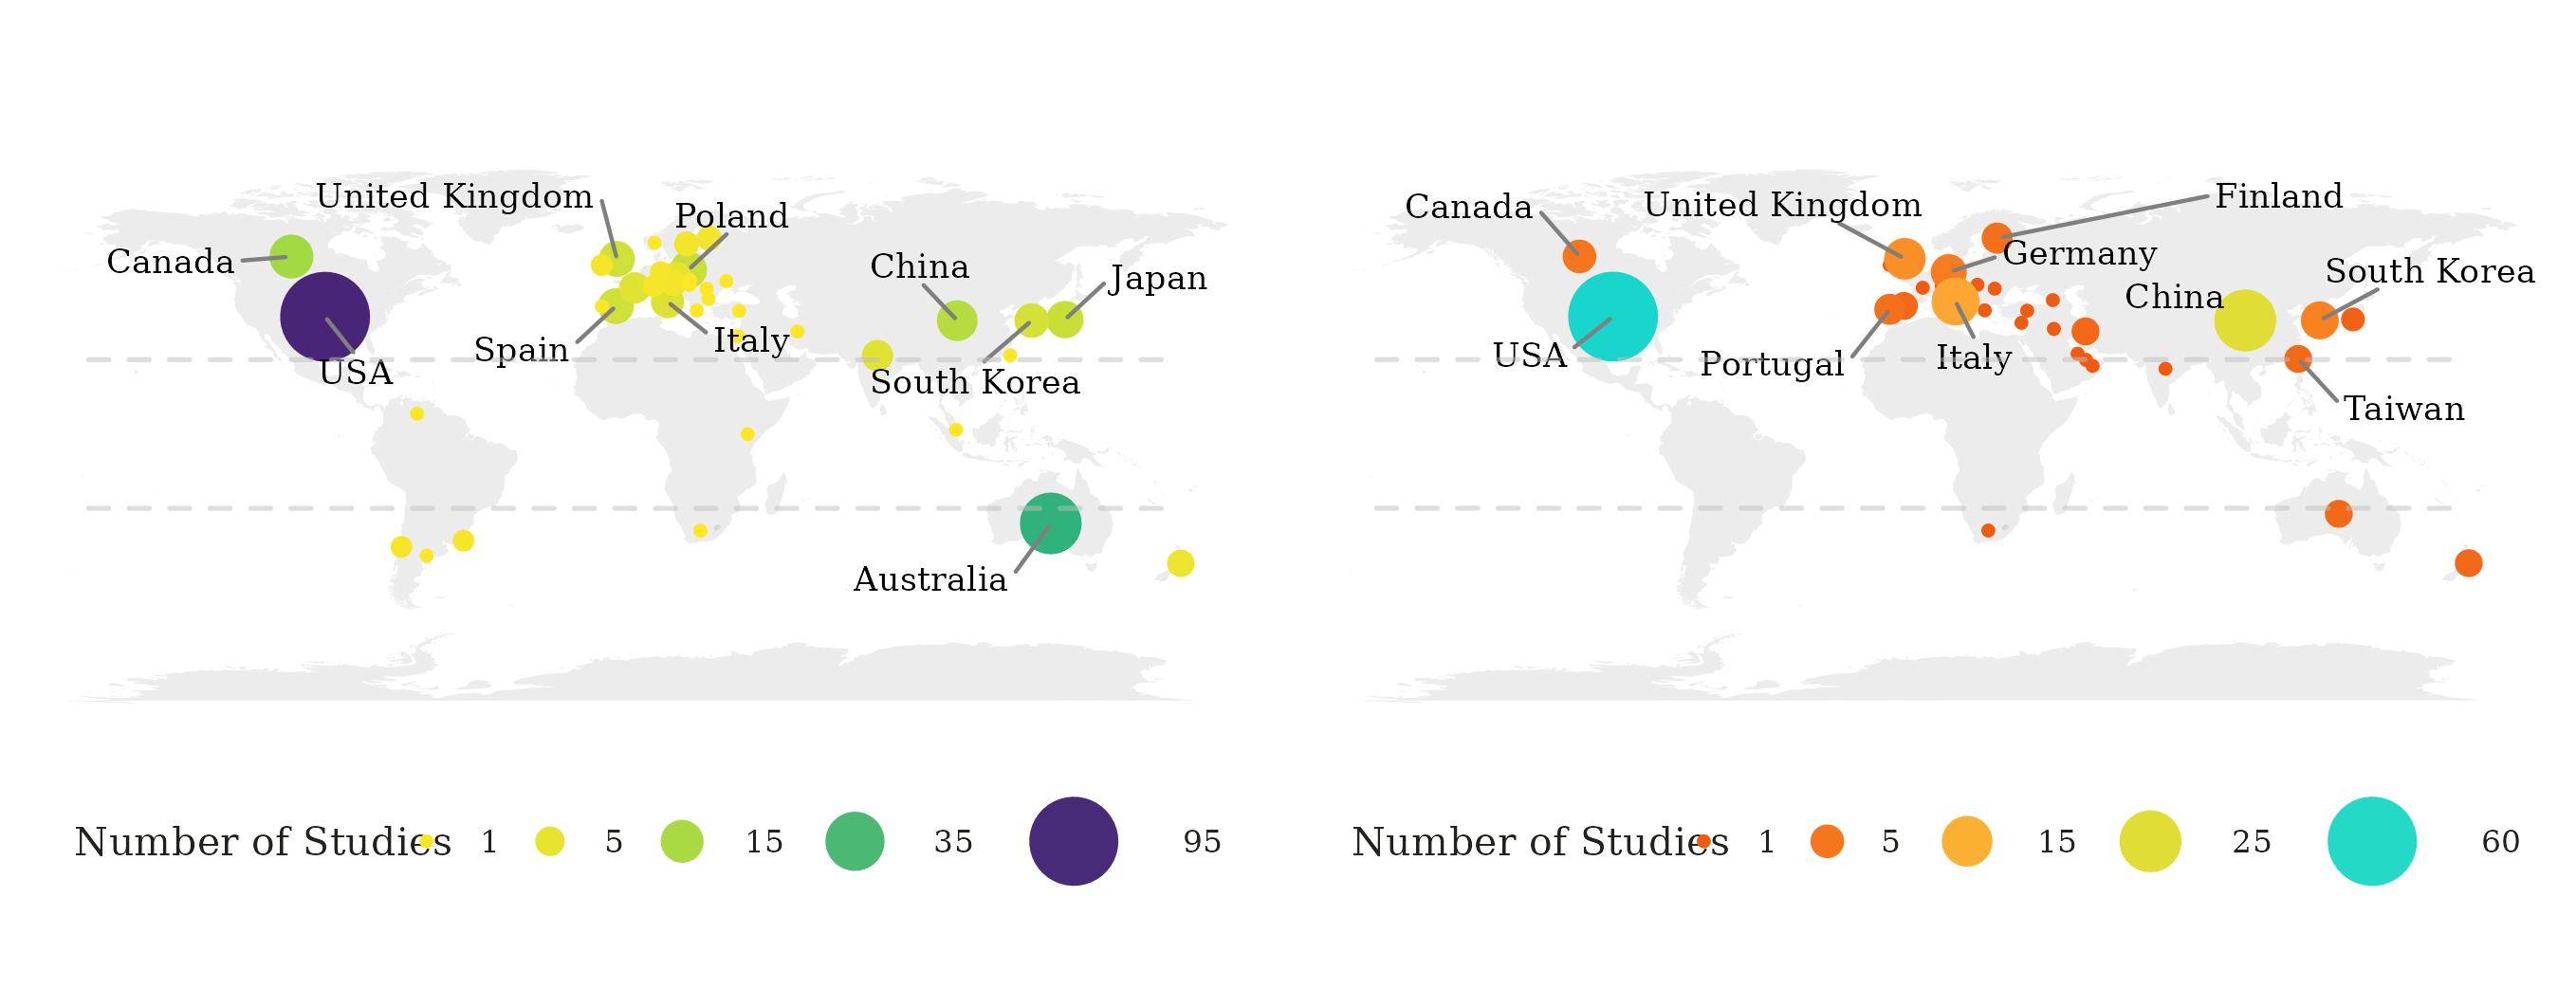 United Kingdom
Poland
Canada
China
Japan
Spain
Italy
USA
South Korea
Australia
Number of Studies 1 5 15 35 95
Canada
United Kingdom
Finland
Germany
South Korea
China
USA
Portugal
Italy
Taiwan
Number of Studies 1 5 15 25 60